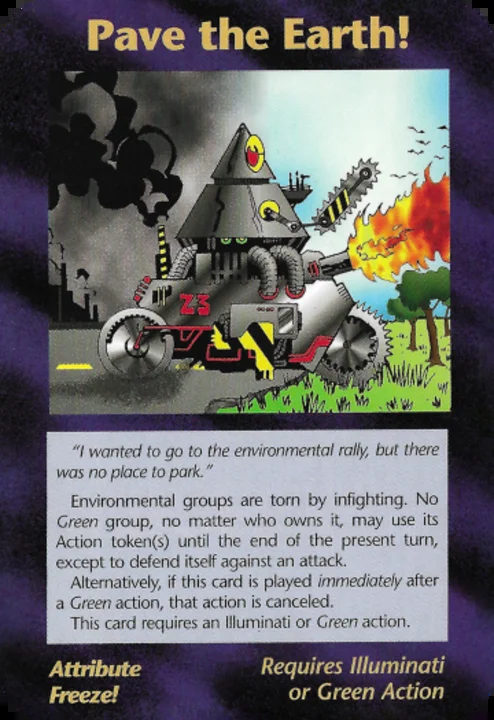 Pave the Earth!
Z3
"I wanted to go to the environmental rally, but there
was no place to park."
Environmental groups are torn by infighting. No
Green group, no matter who owns it, may use its
Action token(s) until the end of the present turn,
except to defend itself against an attack.
Alternatively, if this card is played immediately after
a Green action, that action is canceled.
This card requires an Illuminati or Green action.
Attribute
Freeze!
Requires Illuminati
or Green Action